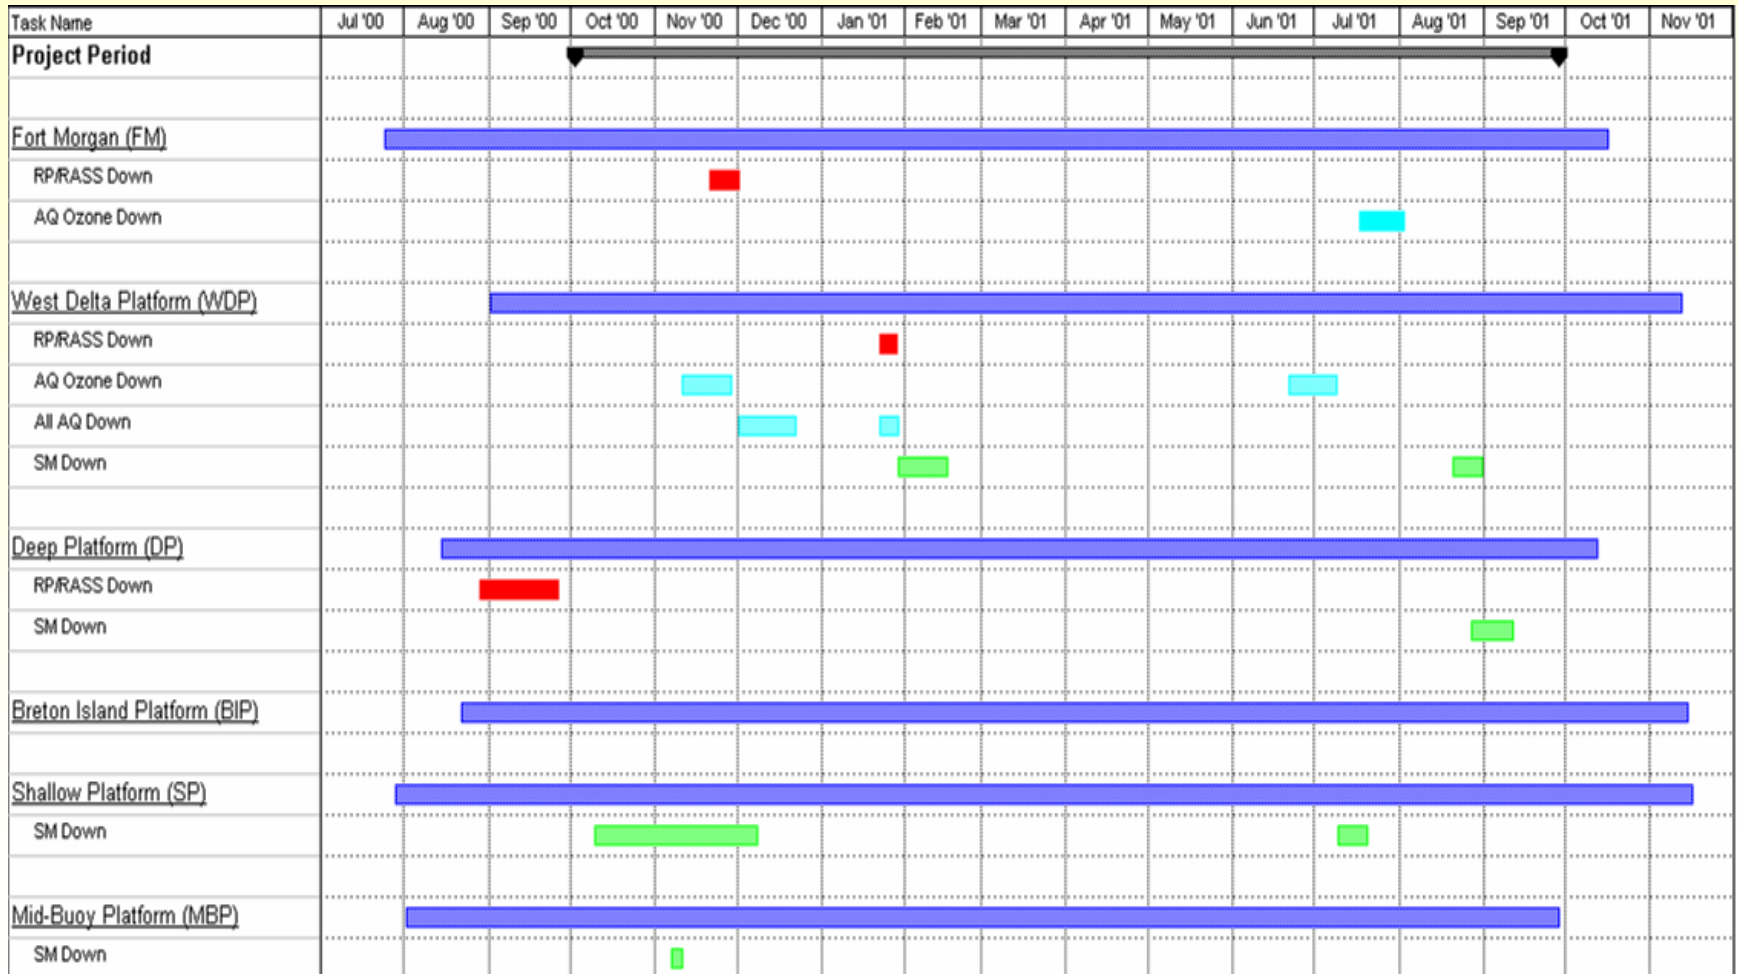 Task Name Jul '00 Aug '00 Sep '00 Oct '00 Nov '00 Dec '00 Jan '01 Feb '01 Mar '01 Apr '01 May '01 Jun '01 Jul '01 Aug '01 Sep '01 Oct '01 Nov '01
Project Period
Fort Morgan (FM)
RP/RASS Down
AQ Ozone Down
West Delta Platform (WDP)
RP/RASS Down
AQ Ozone Down
All AQ Down
SM Down
Deep Platform (DP)
RP/RASS Down
SM Down
Breton Island Platform (BIP)
Shallow Platform (SP)
SM Down
Mid-Buoy Platform (MBP)
SM Down